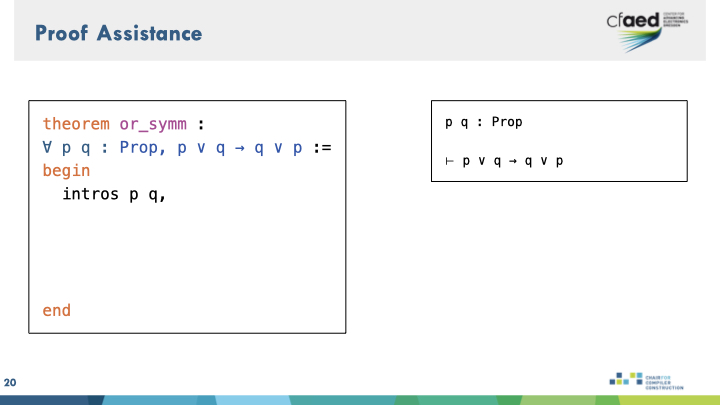 Proof Assistance
cfaed
CENTER FOR
ADVANCING
ELECTRONICS
DRESDEN
theorem or_symm :
∀ p q : Prop, p ∨ q → q ∨ p :=
begin
intros p q,
end
p q : Prop
⊢ p ∨ q → q ∨ p
20
CHAIR FOR
COMPILER
CONSTRUCTION